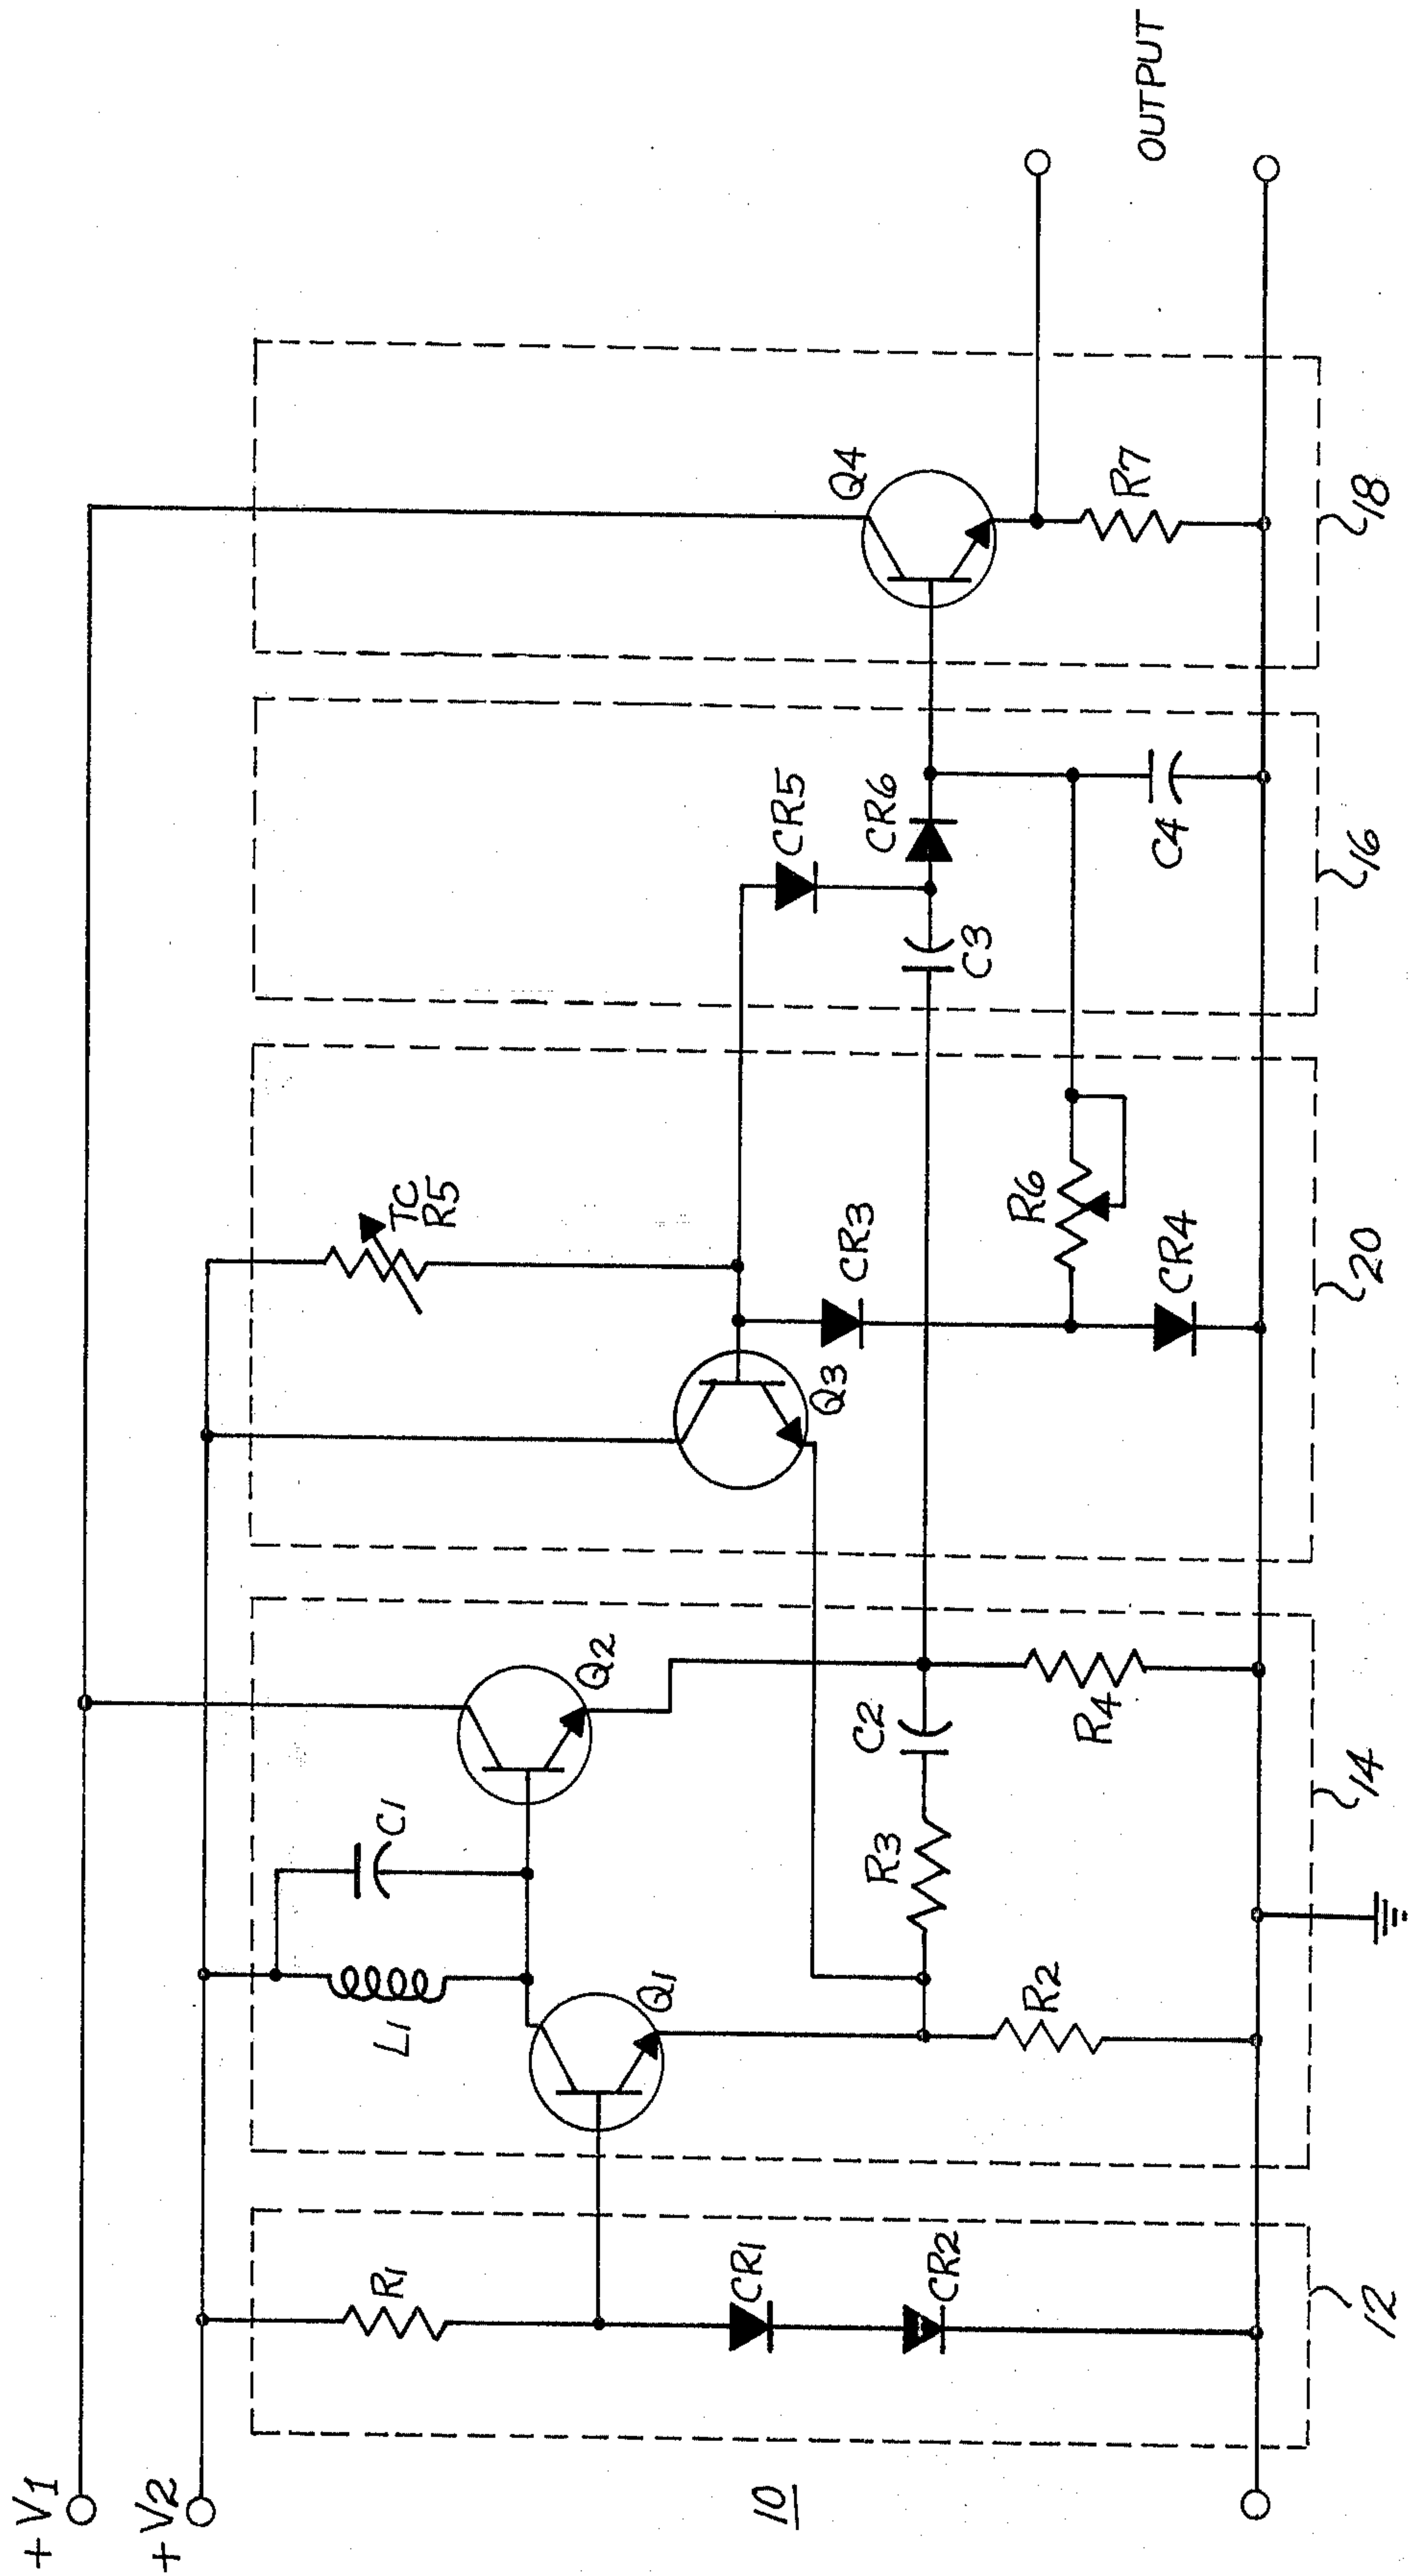 +V1
+V2
10
R1
CR1
CR2
12
L1
C1
Q1
Q2
R3
C2
R2
R4
14
TC
R5
Q3
CR3
R6
CR4
20
CR5
CR6
C3
C4
16
Q4
R7
18
OUTPUT